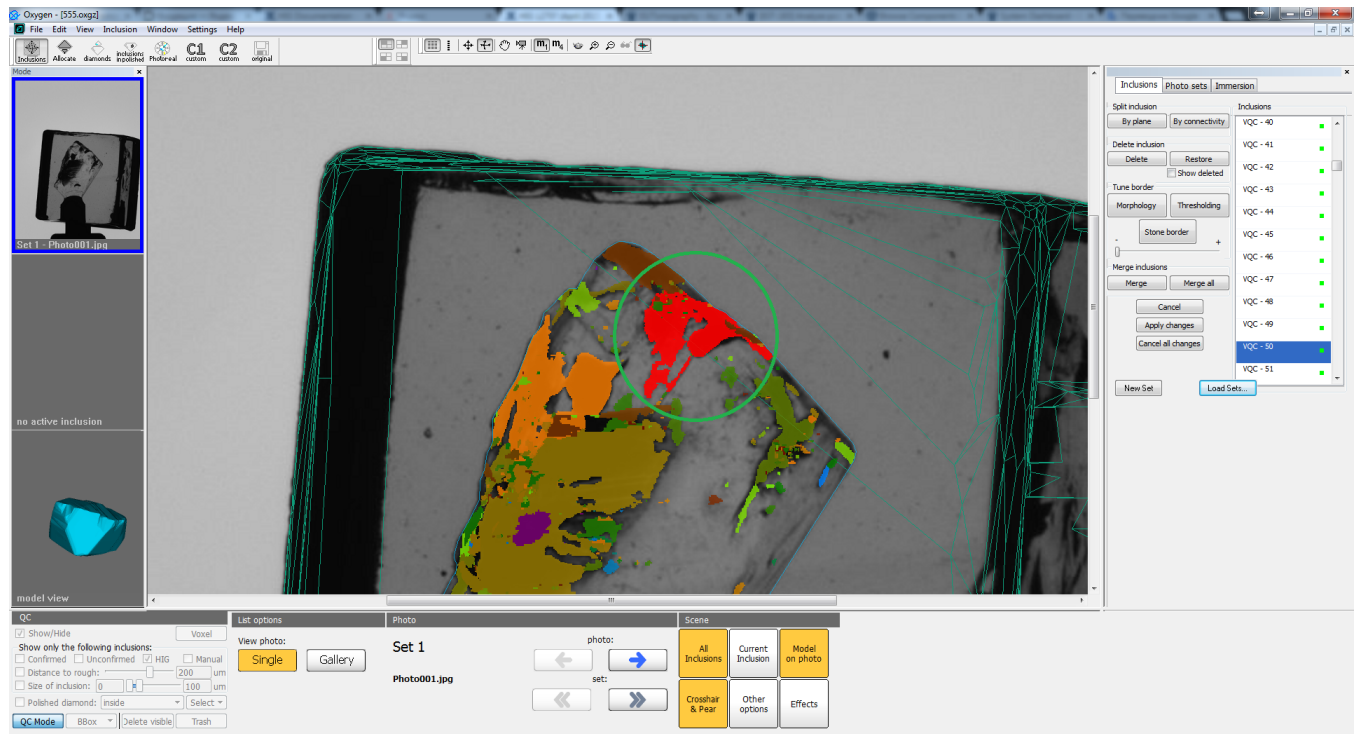 Oxygen - [555.oxgz]
File Edit View Inclusion Window Settings Help
Inclusions Allocate diamonds inclusions inpolished Photoreal C1 custom C2 custom original
m1 m4
Mode x
Set 1 - Photo001.jpg
no active inclusion
model view
Inclusions Photo sets Immersion
Split inclusion
By plane By connectivity
Delete inclusion
Delete Restore
Show deleted
Tune border
Morphology Thresholding
Stone border
- +
Merge inclusions
Merge Merge all
Cancel
Apply changes
Cancel all changes
New Set Load Sets...
Inclusions
VQC - 40
VQC - 41
VQC - 42
VQC - 43
VQC - 44
VQC - 45
VQC - 46
VQC - 47
VQC - 48
VQC - 49
VQC - 50
VQC - 51
QC
Show/Hide Voxel
Show only the following inclusions:
Confirmed Unconfirmed HIG Manual
Distance to rough: 200 um
Size of inclusion: 0 100 um
Polished diamond: inside Select
QC Mode BBox Delete visible Trash
List options
View photo:
Single Gallery
Photo
Set 1 photo:
Photo001.jpg set:
Scene
All Inclusions Current Inclusion Model on photo
Crosshair & Pear Other options Effects